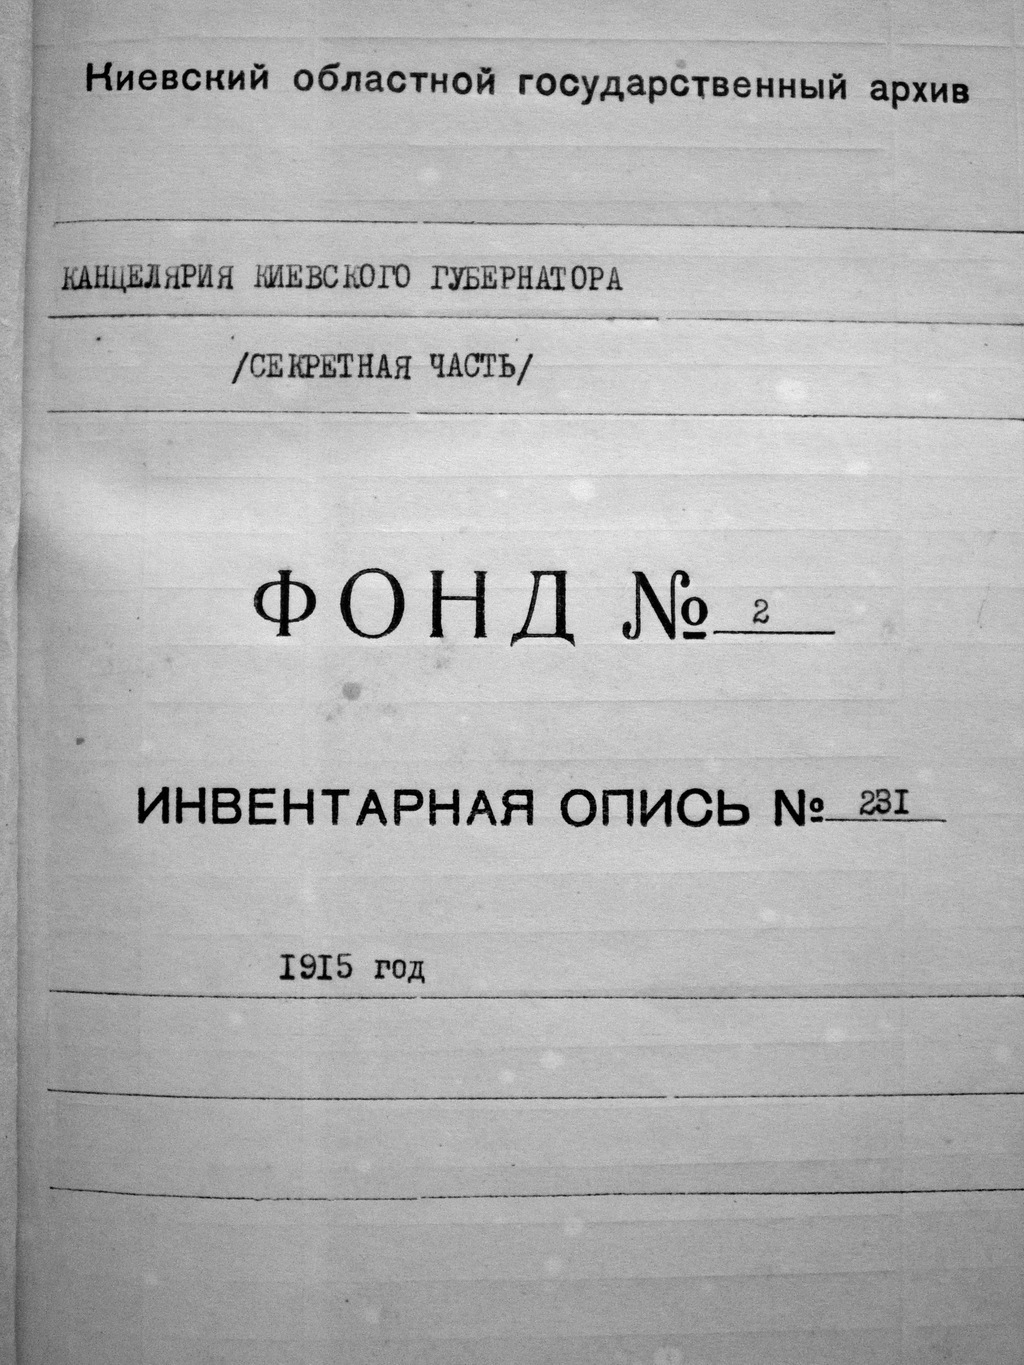 Киевский областной государственный архив
КАНЦЕЛЯРИЯ КИЕВСКОГО ГУБЕРНАТОРА
/СЕКРЕТНАЯ ЧАСТЬ/
ФОНД № 2
ИНВЕНТАРНАЯ ОПИСЬ № 231
1915 год